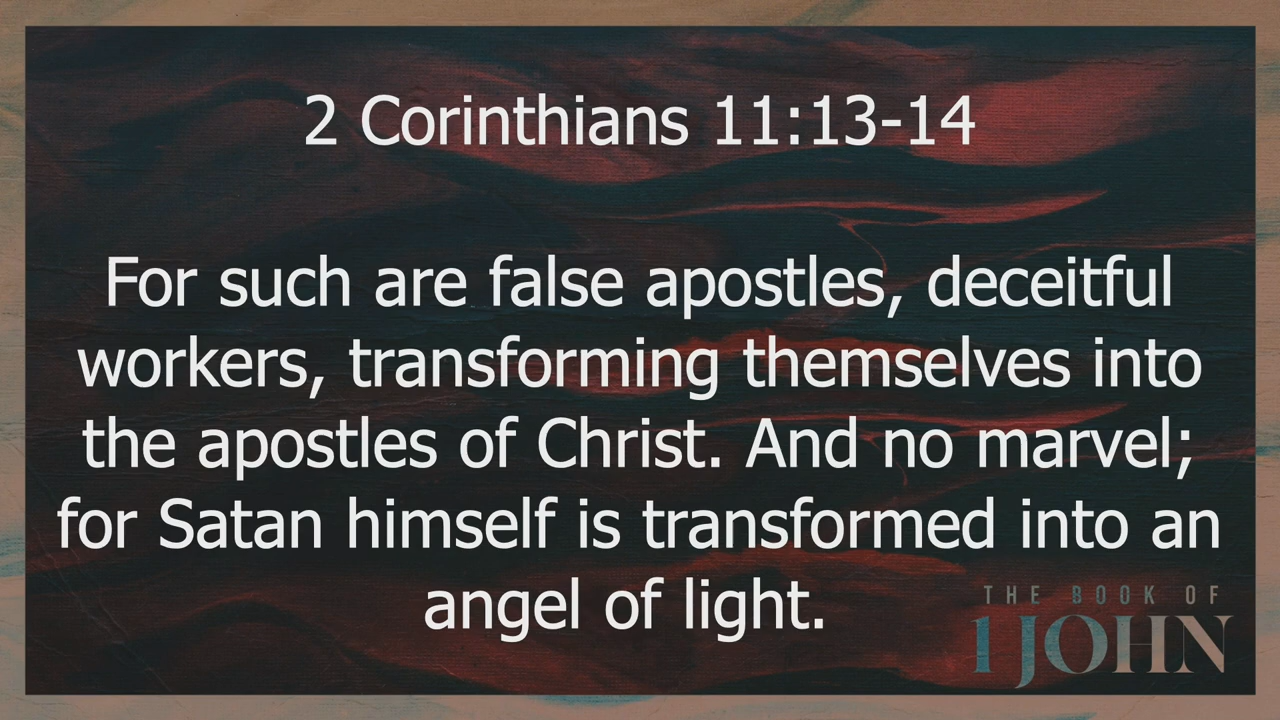 2 Corinthians 11:13-14
For such are false apostles, deceitful
workers, transforming themselves into
the apostles of Christ. And no marvel;
for Satan himself is transformed into an
angel of light.
THE BOOK OF
1 JOHN